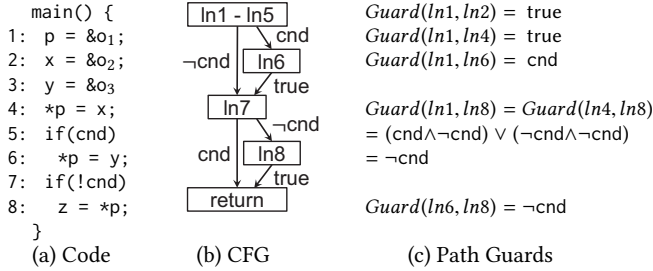 main() {
1: p = &o₁;
2: x = &o₂;
3: y = &o₃
4: *p = x;
5: if(cnd)
6: *p = y;
7: if(!cnd)
8: z = *p;
}
(a) Code
ln1 - ln5
cnd
¬cnd
ln6
true
ln7
¬cnd
cnd
ln8
true
return
(b) CFG
Guard(ln1, ln2) = true
Guard(ln1, ln4) = true
Guard(ln1, ln6) = cnd
Guard(ln1, ln8) = Guard(ln4, ln8)
= (cnd∧¬cnd) ∨ (¬cnd∧¬cnd)
= ¬cnd
Guard(ln6, ln8) = ¬cnd
(c) Path Guards